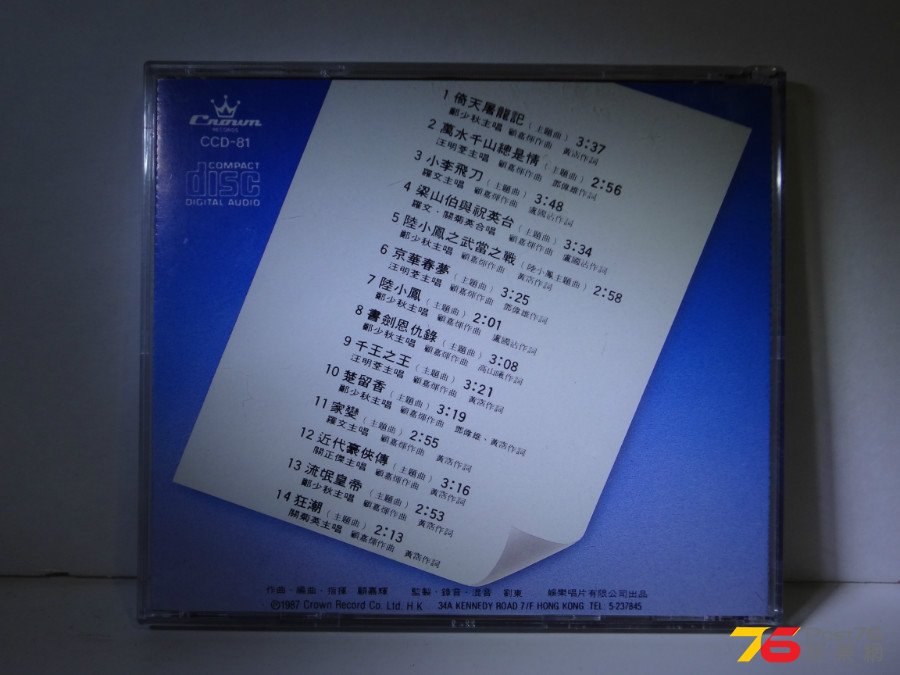 Crown
RECORDS
CCD-81
COMPACT
disc
DIGITAL AUDIO
1 倚天屠龍記(主題曲)3:37
鄭少秋主唱 顧嘉煇作曲 黃浩作詞
2 萬水千山總是情(主題曲)2:56
汪明荃主唱 顧嘉煇作曲 鄧偉雄作詞
3 小李飛刀(主題曲)3:48
羅文主唱 顧嘉煇作曲 盧國沾作詞
4 梁山伯與祝英台(主題曲)3:34
羅文·關菊英合唱 顧嘉煇作曲 盧國沾作詞
5 陸小鳳之武當之戰(陸小鳳主題曲)2:58
鄭少秋主唱 顧嘉煇作曲 黃浩作詞
6 京華春夢(主題曲)3:25
汪明荃主唱 顧嘉煇作曲 鄧偉雄作詞
7 陸小鳳(主題曲)2:01
鄭少秋主唱 顧嘉煇作曲 盧國沾作詞
8 書劍恩仇錄(主題曲)3:08
鄭少秋主唱 顧嘉煇作曲 高山曦作詞
9 千王之王(主題曲)3:21
汪明荃主唱 顧嘉煇作曲 黃浩作詞
10 楚留香(主題曲)3:19
鄭少秋主唱 顧嘉煇作曲 鄧偉雄、黃浩作詞
11 家變(主題曲)2:55
羅文主唱 顧嘉煇作曲 黃浩作詞
12 近代豪俠傳(主題曲)3:16
關正傑主唱 顧嘉煇作曲 黃浩作詞
13 流氓皇帝(主題曲)2:53
鄭少秋主唱 顧嘉煇作曲 黃浩作詞
14 狂潮(主題曲)2:13
關菊英主唱 顧嘉煇作曲 黃浩作詞
作曲·編曲·指揮 顧嘉輝 監製·錄音·混音 劉東 娛樂唱片有限公司出品
©1987 Crown Record Co. Ltd. H.K. 34A KENNEDY ROAD 7/F HONG KONG TEL: 5-237845
76